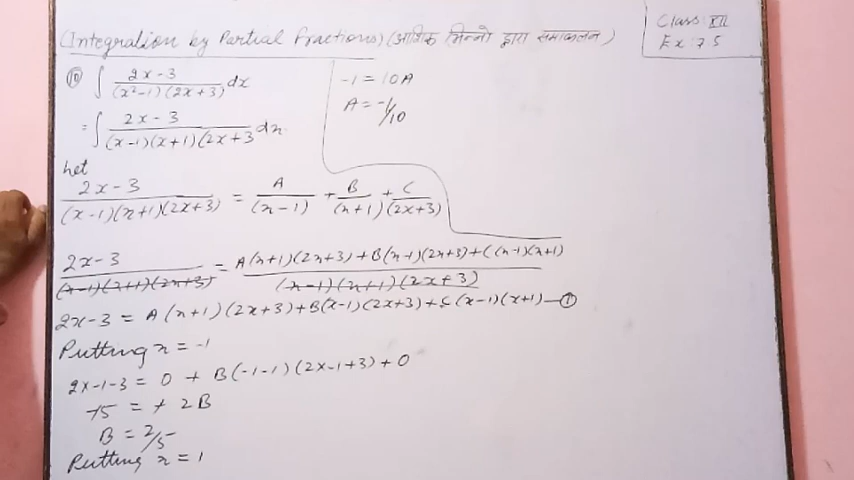 (Integration by Partial Fractions) (आंशिक भिन्नो द्वारा समाकलन)
Class XII
Ex 7.5
⑩ ∫ (2x-3)/((x²-1)(2x+3)) dx
= ∫ (2x-3)/((x-1)(x+1)(2x+3) dx
Let
(2x-3)/((x-1)(x+1)(2x+3)) = A/(x-1) + B/(x+1) + C/(2x+3)
(2x-3)/((x-1)(x+1)(2x+3)) = (A(x+1)(2x+3)+B(x-1)(2x+3)+C(x-1)(x+1))/((x-1)(x+1)(2x+3))
2x-3 = A(x+1)(2x+3)+B(x-1)(2x+3)+C(x-1)(x+1) —①
Putting x = -1
2x-1-3 = 0 + B(-1-1)(2x-1+3)+0
+5 = + 2B
B = 2/5
Putting x = 1
-1 = 10A
A = -1/10